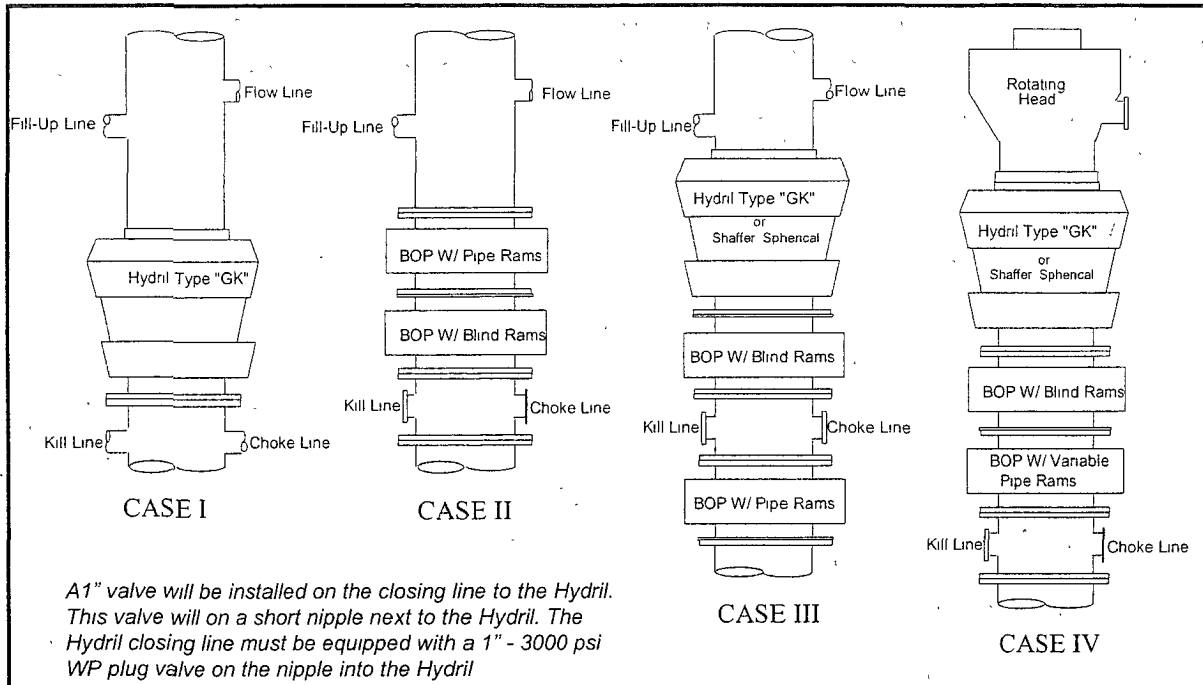 Flow Line
Fill-Up Line
Hydril Type "GK"
Kill Line
Choke Line
CASE I
Flow Line
Fill-Up Line
BOP W/ Pipe Rams
BOP W/ Blind Rams
Kill Line
Choke Line
CASE II
Flow Line
Fill-Up Line
Hydril Type "GK"
or
Shaffer Spherical
BOP W/ Blind Rams
Kill Line
Choke Line
BOP W/ Pipe Rams
CASE III
Rotating
Head
Hydril Type "GK"
or
Shaffer Spherical
BOP W/ Blind Rams
BOP W/ Variable
Pipe Rams
Kill Line
Choke Line
CASE IV
A1" valve will be installed on the closing line to the Hydril.
This valve will on a short nipple next to the Hydril. The
Hydril closing line must be equipped with a 1" - 3000 psi
WP plug valve on the nipple into the Hydril